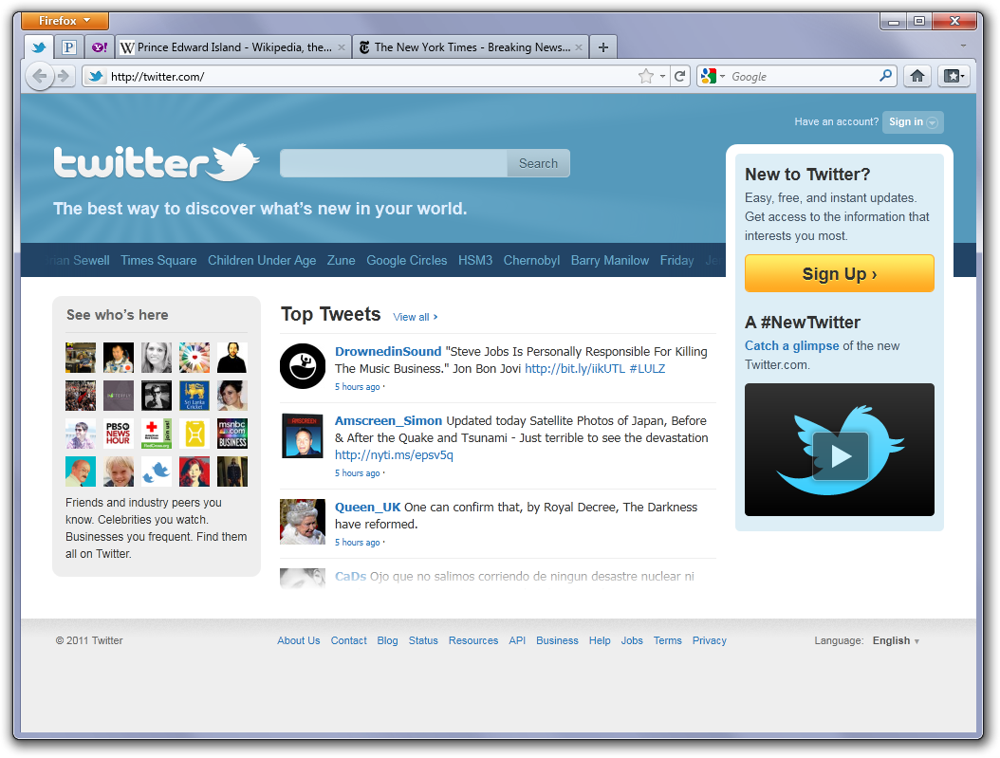 Firefox
Prince Edward Island - Wikipedia, the...
The New York Times - Breaking News...
http://twitter.com/
Google
Have an account? Sign in
twitter
Search
The best way to discover what's new in your world.
Sewell Times Square Children Under Age Zune Google Circles HSM3 Chernobyl Barry Manilow Friday
New to Twitter?
Easy, free, and instant updates.
Get access to the information that
interests you most.
Sign Up ›
A #NewTwitter
Catch a glimpse of the new
Twitter.com.
See who's here
Sri Lanka
Cricket
PBS
NEWS
HOUR
join us!
msnbc
.com
BUSINESS
Friends and industry peers you
know. Celebrities you watch.
Businesses you frequent. Find them
all on Twitter.
Top Tweets View all ›
DrownedinSound "Steve Jobs Is Personally Responsible For Killing
The Music Business." Jon Bon Jovi http://bit.ly/iikUTL #LULZ
5 hours ago ·
AMSCREEN
Amscreen_Simon Updated today Satellite Photos of Japan, Before
& After the Quake and Tsunami - Just terrible to see the devastation
http://nyti.ms/epsv5q
5 hours ago ·
Queen_UK One can confirm that, by Royal Decree, The Darkness
have reformed.
5 hours ago ·
CaDs Ojo que no salimos corriendo de ningun desastre nuclear ni
© 2011 Twitter
About Us Contact Blog Status Resources API Business Help Jobs Terms Privacy
Language: English